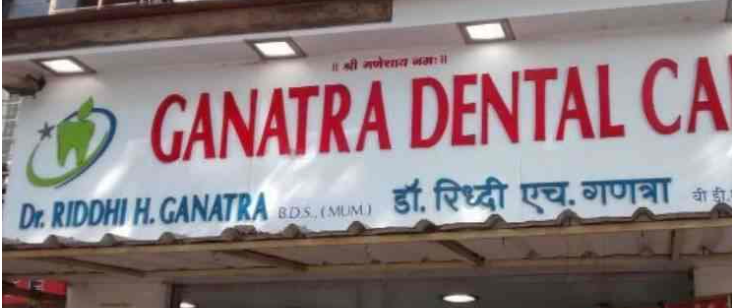 ॥ श्री गणेशाय नमः॥
GANATRA DENTAL CA
Dr. RIDDHI H. GANATRA B.D.S., (MUM.) डॉ. रिध्दी एच. गणत्रा बी डी.